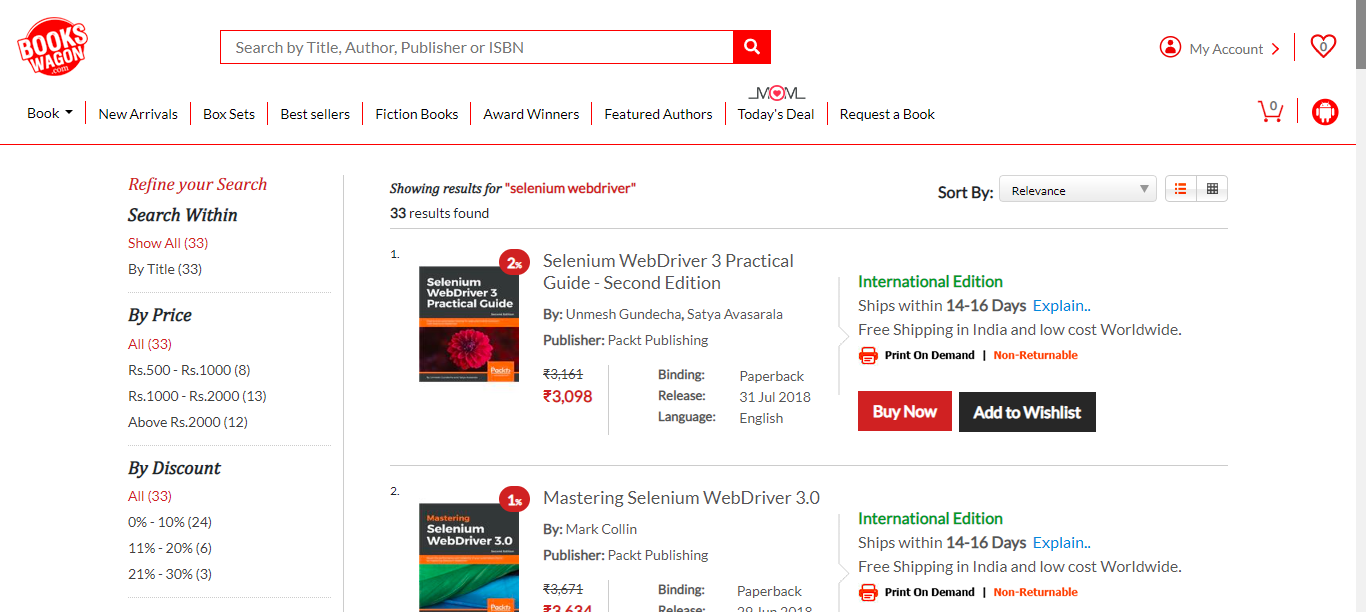 BOOKS
WAGON
.com
Search by Title, Author, Publisher or ISBN
My Account
0
Book
New Arrivals
Box Sets
Best sellers
Fiction Books
Award Winners
Featured Authors
MOM
Today's Deal
Request a Book
0
Refine your Search
Search Within
Show All (33)
By Title (33)
By Price
All (33)
Rs.500 - Rs.1000 (8)
Rs.1000 - Rs.2000 (13)
Above Rs.2000 (12)
By Discount
All (33)
0% - 10% (24)
11% - 20% (6)
21% - 30% (3)
Showing results for "selenium webdriver"
33 results found
Sort By:
Relevance
1.
2%
Selenium
WebDriver 3
Practical Guide
Second Edition
Packt
Selenium WebDriver 3 Practical
Guide - Second Edition
By: Unmesh Gundecha, Satya Avasarala
Publisher: Packt Publishing
₹3,161
₹3,098
Binding: Paperback
Release: 31 Jul 2018
Language: English
International Edition
Ships within 14-16 Days Explain..
Free Shipping in India and low cost Worldwide.
Print On Demand | Non-Returnable
Buy Now
Add to Wishlist
2.
1%
Mastering
Selenium
WebDriver 3.0
Second Edition
Packt
Mastering Selenium WebDriver 3.0
By: Mark Collin
Publisher: Packt Publishing
₹3,671
₹3,634
Binding: Paperback
Release: 29 Jun 2018
International Edition
Ships within 14-16 Days Explain..
Free Shipping in India and low cost Worldwide.
Print On Demand | Non-Returnable